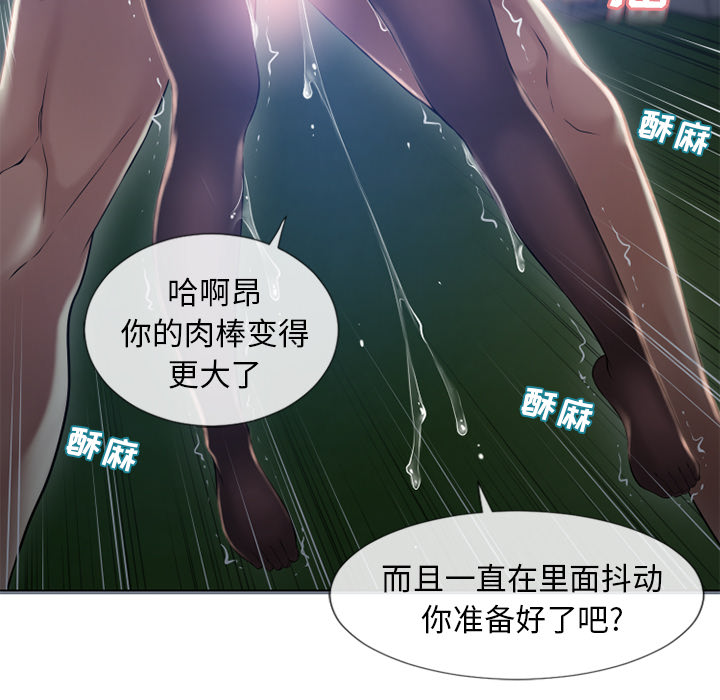 酥麻
哈啊昂
你的肉棒变得
更大了
酥麻
酥麻
而且一直在里面抖动
你准备好了吧?